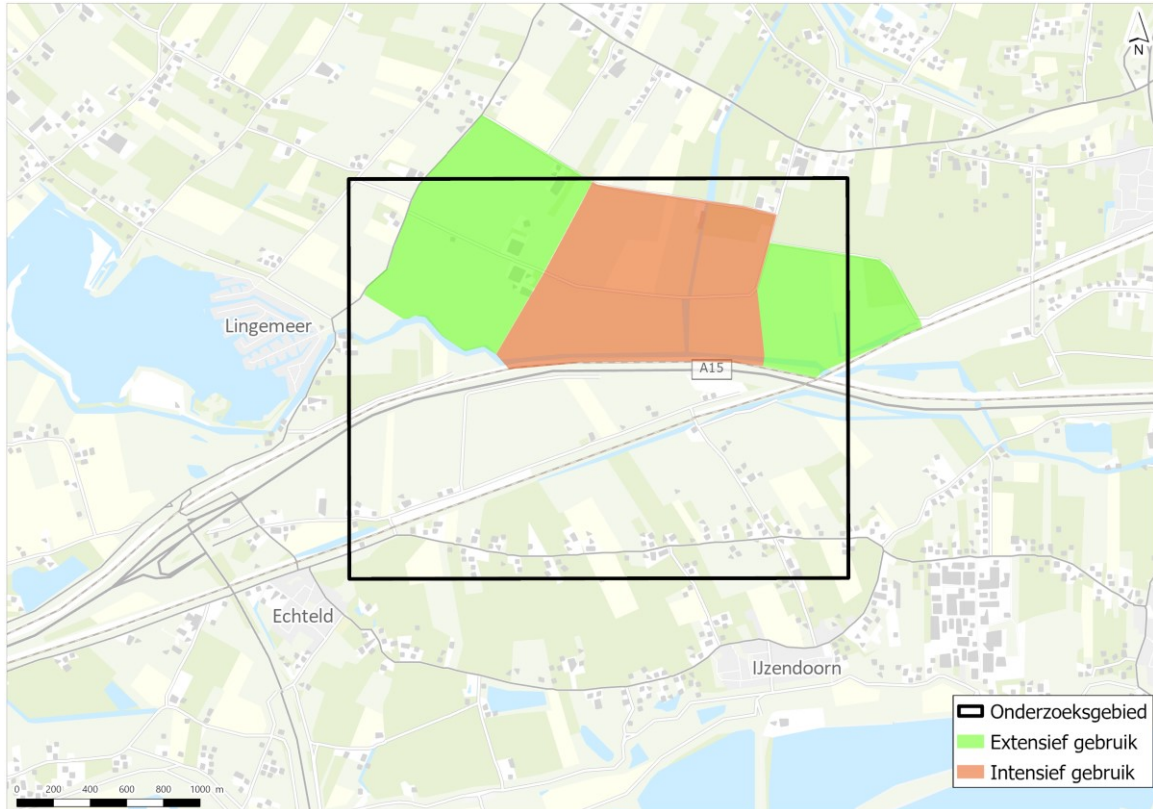 N
Lingemeer
A15
Echteld
IJzendoorn
Onderzoeksgebied
Extensief gebruik
Intensief gebruik
0 200 400 600 800 1000 m